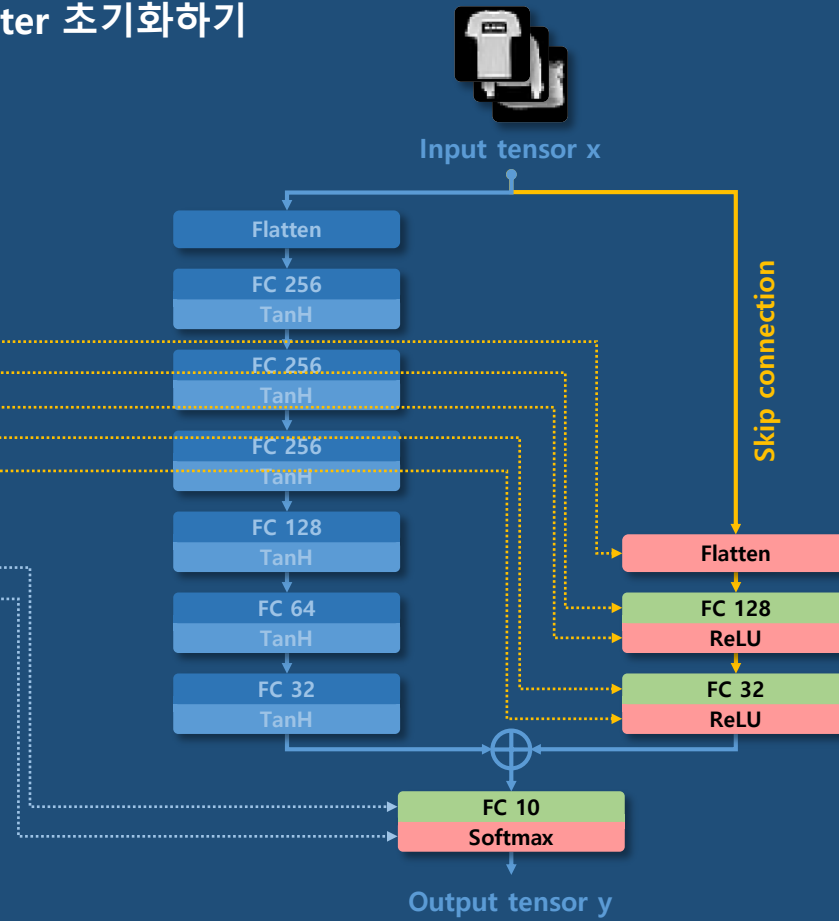 ter 초기화하기
Input tensor x
Flatten
FC 256
TanH
FC 256
TanH
FC 256
TanH
FC 128
TanH
FC 64
TanH
FC 32
TanH
Skip connection
Flatten
FC 128
ReLU
FC 32
ReLU
FC 10
Softmax
Output tensor y